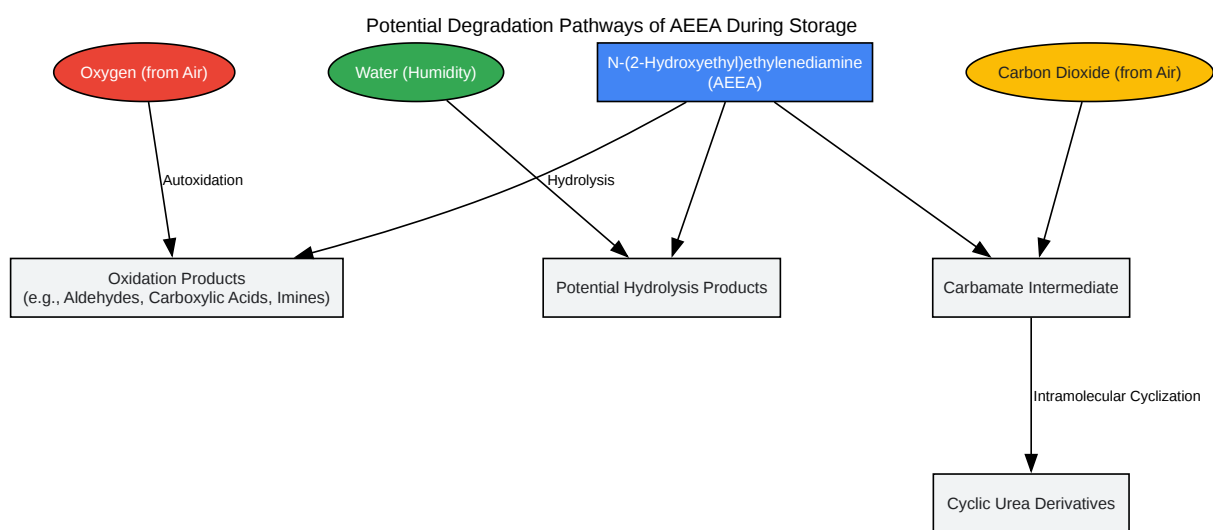 Potential Degradation Pathways of AEEA During Storage
Oxygen (from Air)
Water (Humidity)
N-(2-Hydroxyethyl)ethylenediamine
(AEEA)
Carbon Dioxide (from Air)
Autoxidation
Hydrolysis
Oxidation Products
(e.g., Aldehydes, Carboxylic Acids, Imines)
Potential Hydrolysis Products
Carbamate Intermediate
Intramolecular Cyclization
Cyclic Urea Derivatives